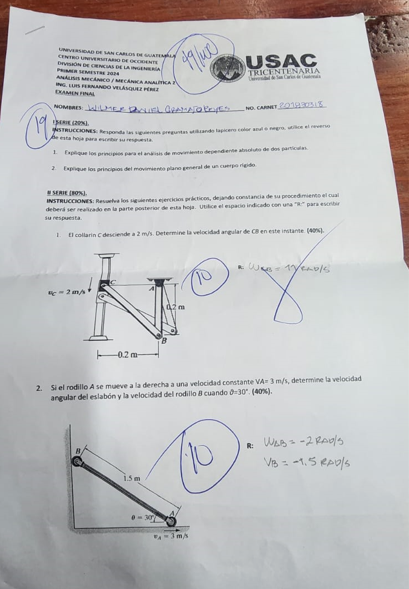 UNIVERSIDAD DE SAN CARLOS DE GUATEMALA
CENTRO UNIVERSITARIO DE OCCIDENTE
DIVISIÓN DE CIENCIAS DE LA INGENIERÍA
PRIMER SEMESTRE 2024
ANÁLISIS MECÁNICO / MECÁNICA ANALÍTICA 2
ING. LUIS FERNANDO VELÁSQUEZ PÉREZ
EXAMEN FINAL
49/100
USAC
TRICENTENARIA
Universidad de San Carlos de Guatemala
NOMBRES: WILMER DANIEL NO. CARNET
19
I SERIE (20%).
INSTRUCCIONES: Responda las siguientes preguntas utilizando lapicero color azul o negro, utilice el reverso
de esta hoja para escribir su respuesta.
1. Explique los principios para el análisis de movimiento dependiente absoluto de dos partículas.
2. Explique los principios del movimiento plano general de un cuerpo rígido.
II SERIE (80%).
INSTRUCCIONES: Resuelva los siguientes ejercicios prácticos, dejando constancia de su procedimiento el cual
deberá ser realizado en la parte posterior de esta hoja. Utilice el espacio indicado con una "R:" para escribir
su respuesta.
1. El collarín C desciende a 2 m/s. Determine la velocidad angular de CB en este instante. (40%).
10
R:
C
A
vC = 2 m/s
0.2 m
B
0.2 m
2. Si el rodillo A se mueve a la derecha a una velocidad constante VA= 3 m/s, determine la velocidad
angular del eslabón y la velocidad del rodillo B cuando θ=30°. (40%).
10
R: WAB = -2 RAD/S
VB = -1.5 RAD/S
B
1.5 m
θ = 30°
A
vA = 3 m/s